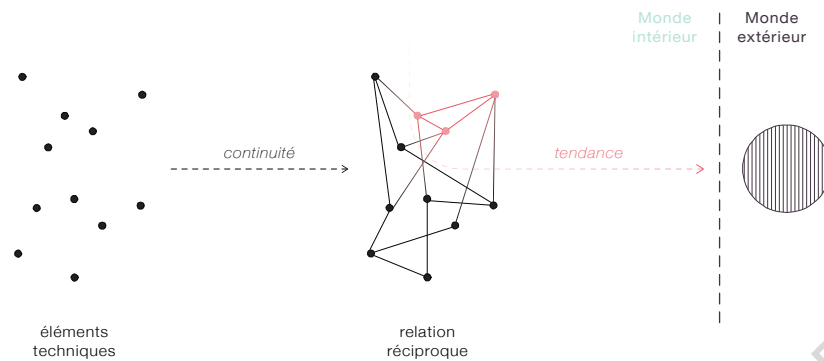 Monde
intérieur
Monde
extérieur
continuité
tendance
éléments
techniques
relation
réciproque